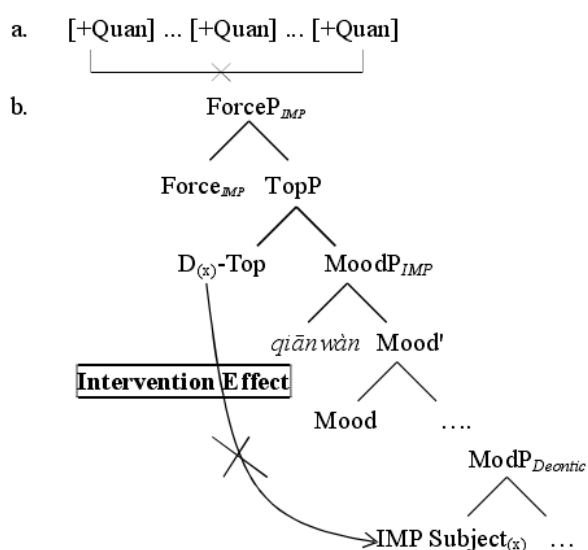 a. [+Quan] ... [+Quan] ... [+Quan]
b. ForceP_IMP
Force_IMP TopP
D_(x)-Top MoodP_IMP
qiānwàn Mood'
Intervention Effect
Mood ….
ModP_Deontic
IMP Subject_(x) …